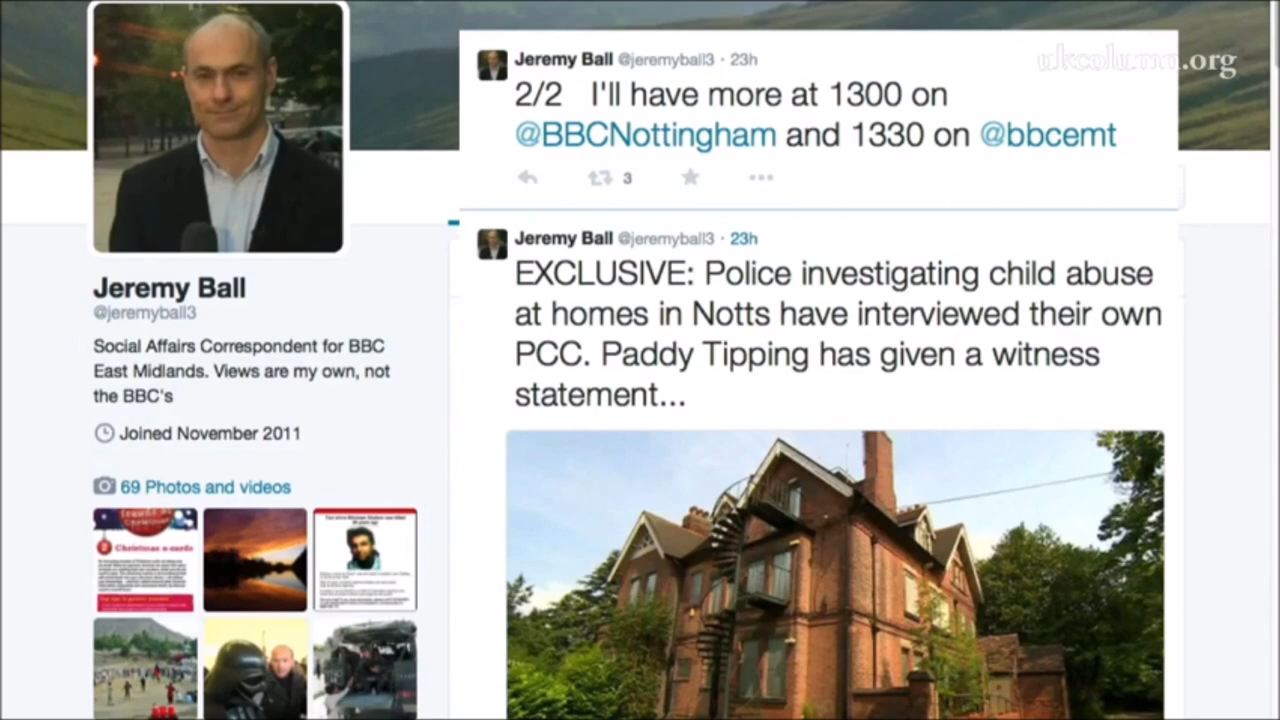 ukcolumn.org
Jeremy Ball @jeremyball3 · 23h
2/2 I'll have more at 1300 on
@BBCNottingham and 1330 on @bbcemt
3
Jeremy Ball @jeremyball3 · 23h
EXCLUSIVE: Police investigating child abuse
at homes in Notts have interviewed their own
PCC. Paddy Tipping has given a witness
statement...
Jeremy Ball
@jeremyball3
Social Affairs Correspondent for BBC
East Midlands. Views are my own, not
the BBC's
Joined November 2011
69 Photos and videos
Christmas e-cards